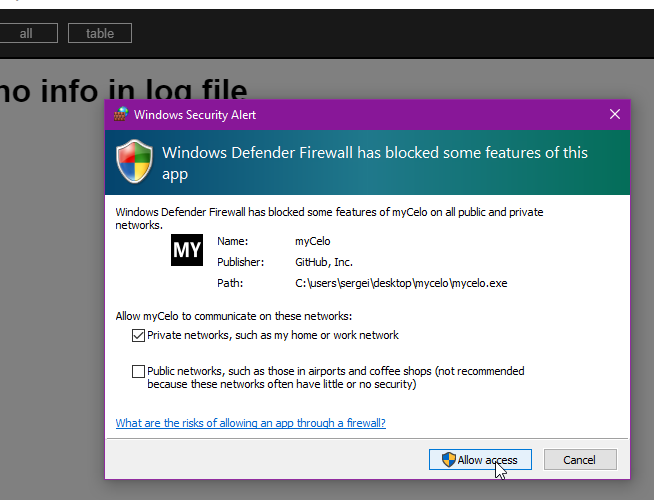 all table
no info in log file
Windows Security Alert
Windows Defender Firewall has blocked some features of this
app
Windows Defender Firewall has blocked some features of myCelo on all public and private
networks.
MY
Name: myCelo
Publisher: GitHub, Inc.
Path: C:\users\sergei\desktop\mycelo\mycelo.exe
Allow myCelo to communicate on these networks:
Private networks, such as my home or work network
Public networks, such as those in airports and coffee shops (not recommended
because these networks often have little or no security)
What are the risks of allowing an app through a firewall?
Allow access Cancel